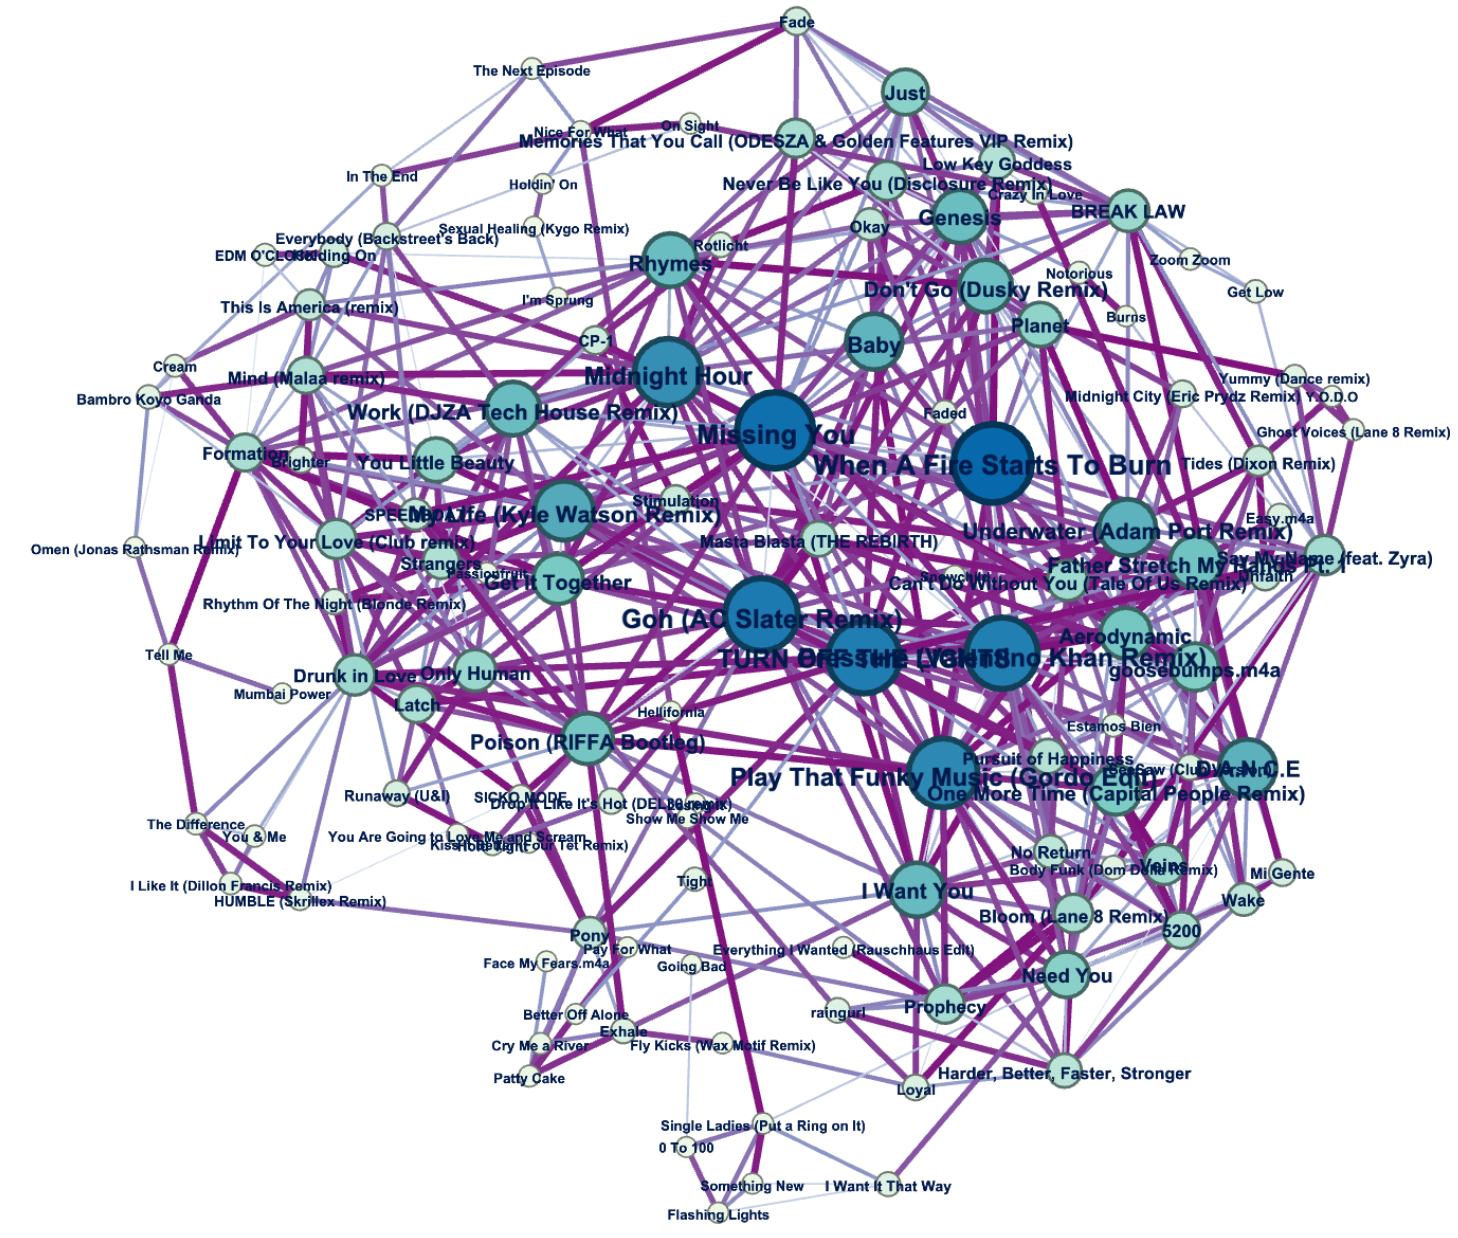 Fade
The Next Episode
Just
On Sight
Nice For What
Memories That You Call (ODESZA & Golden Features VIP Remix)
Low Key Goddess
In The End
Holdin' On
Never Be Like You (Disclosure Remix)
Crazy In Love
BREAK LAW
Genesis
Okay
Sexual Healing (Kygo Remix)
Everybody (Backstreet's Back)
Rotlicht
EDM O'CLOCK
Holding On
Zoom Zoom
Rhymes
Notorious
Don't Go (Dusky Remix)
Get Low
I'm Sprung
This Is America (remix)
Burns
Planet
CP-1
Baby
Cream
Midnight Hour
Mind (Malaa remix)
Yummy (Dance remix)
Bambro Koyo Ganda
Midnight City (Eric Prydz Remix)
Y.O.D.O
Work (DJZA Tech House Remix)
Faded
Missing You
Ghost Voices (Lane 8 Remix)
Formation
Brighter
You Little Beauty
When A Fire Starts To Burn
Tides (Dixon Remix)
Stimulation
My Life (Kyle Watson Remix)
Easy.m4a
Underwater (Adam Port Remix)
Limit To Your Love (Club remix)
Masta Blasta (THE REBIRTH)
Omen (Jonas Rathsman Remix)
Say My Name (feat. Zyra)
Strangers
Father Stretch My Hands Pt. 1
Passionfruit
Get It Together
Can't Do Without You (Tale Of Us Remix)
Rhythm Of The Night (Blonde Remix)
Goh (AC Slater Remix)
Aerodynamic
Tell Me
TURN OFF THE LIGHTS
Pressure (Valentino Khan Remix)
goosebumps.m4a
Drunk in Love
Only Human
Mumbai Power
Latch
Hellifornia
Estamos Bien
Poison (RIFFA Bootleg)
Pursuit of Happiness
SeeSaw (Club Version)
D.A.N.C.E
Play That Funky Music (Gordo Edit)
One More Time (Capital People Remix)
Runaway (U&I)
SICKO MODE
Drop It Like It's Hot (DEL30 remix)
Show Me Show Me
The Difference
You & Me
You Are Going to Love Me and Scream
Kiss It Better (Four Tet Remix)
Hold Tight
No Return
Veins
Body Funk (Dom Dolla Remix)
Mi Gente
Tight
I Like It (Dillon Francis Remix)
I Want You
HUMBLE (Skrillex Remix)
Wake
Bloom (Lane 8 Remix)
5200
Pony
Pay For What
Everything I Wanted (Rauschhaus Edit)
Face My Fears.m4a
Going Bad
Need You
Prophecy
raingurl
Better Off Alone
Exhale
Cry Me a River
Fly Kicks (Wax Motif Remix)
Patty Cake
Harder, Better, Faster, Stronger
Loyal
Single Ladies (Put a Ring on It)
0 To 100
Something New
I Want It That Way
Flashing Lights